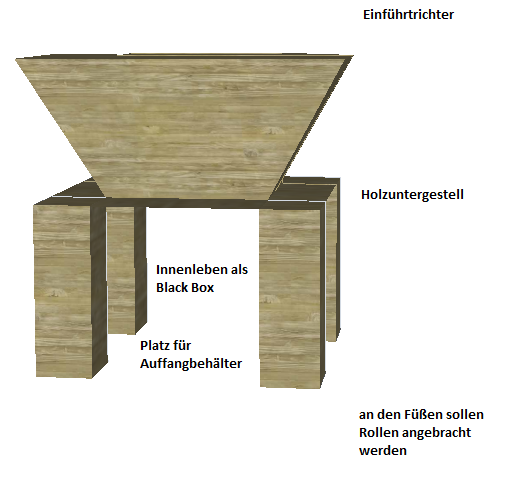 Einführtrichter
Holzuntergestell
Innenleben als
Black Box
Platz für
Auffangbehälter
an den Füßen sollen
Rollen angebracht
werden